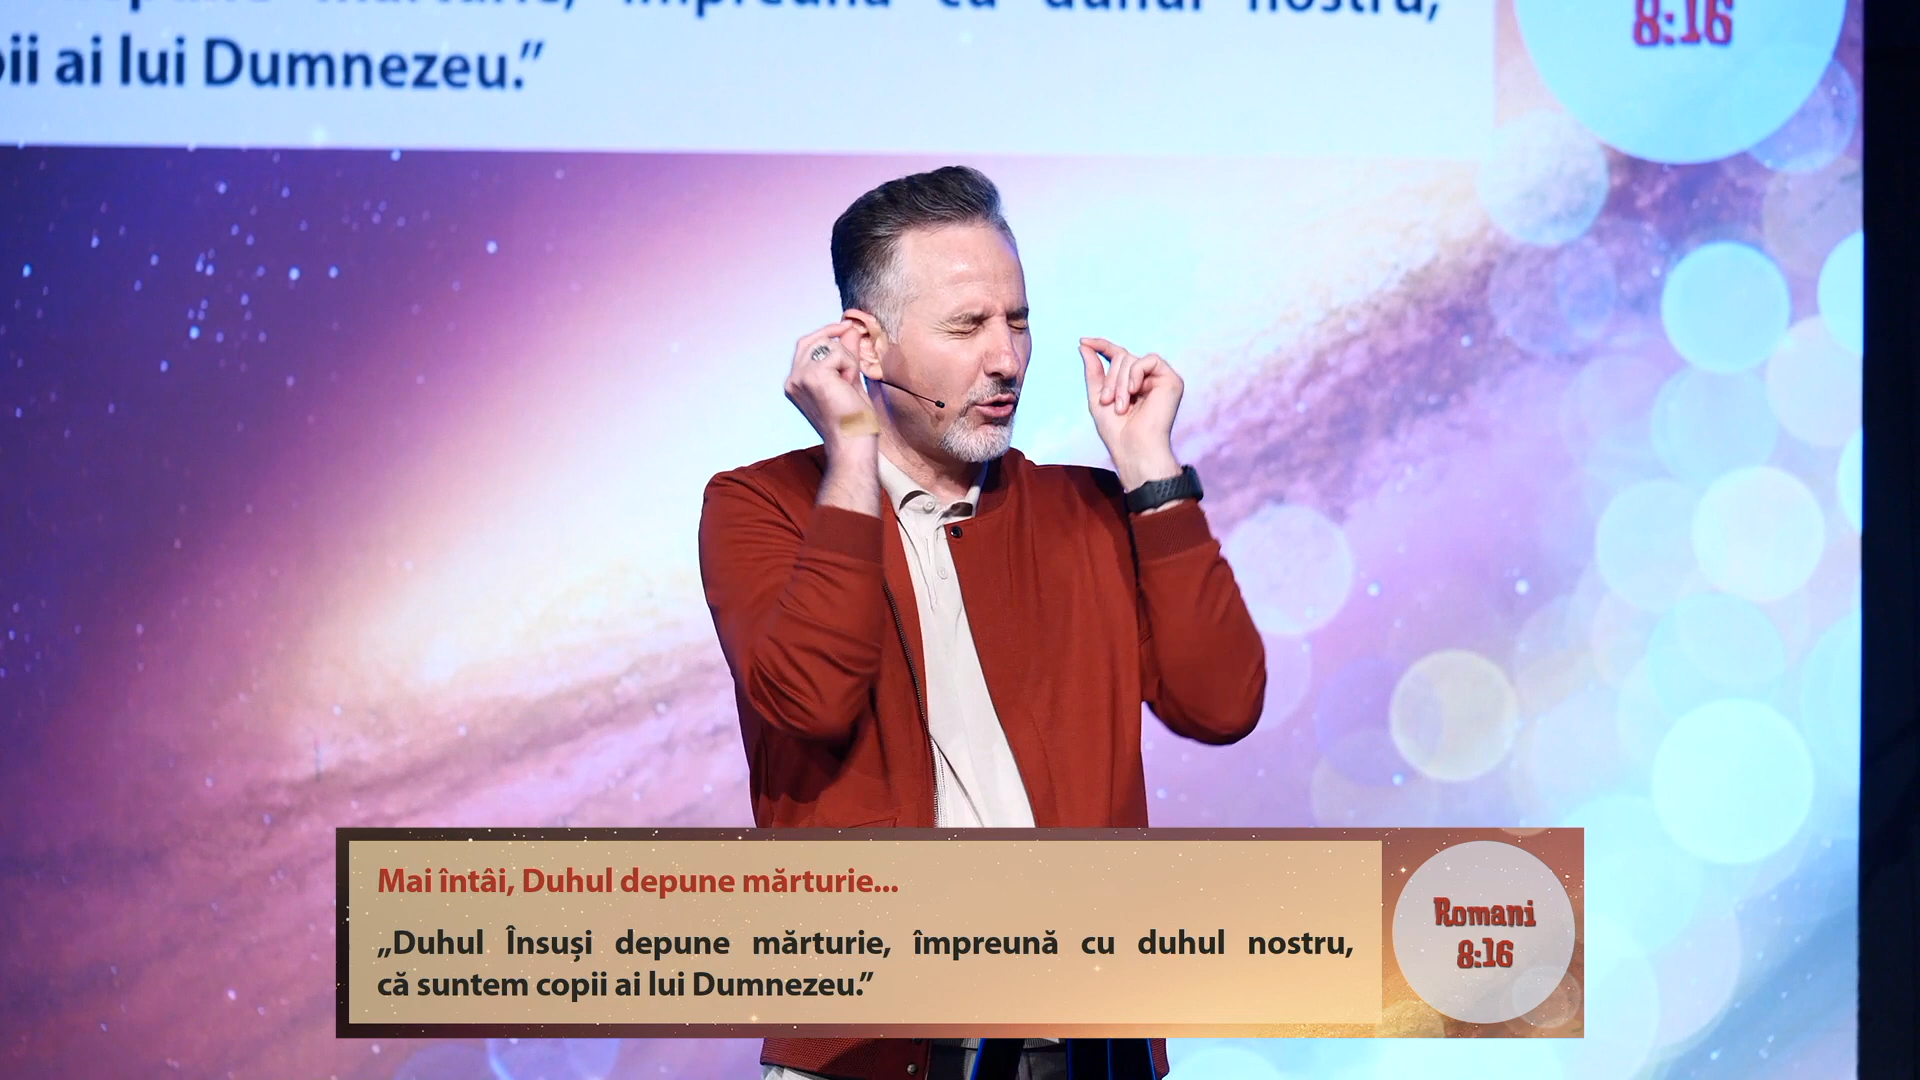 nostru,
ai lui Dumnezeu.”
8:16
Mai întâi, Duhul depune mărturie...
„Duhul Însuși depune mărturie, împreună cu duhul nostru,
că suntem copii ai lui Dumnezeu.”
Romani
8:16